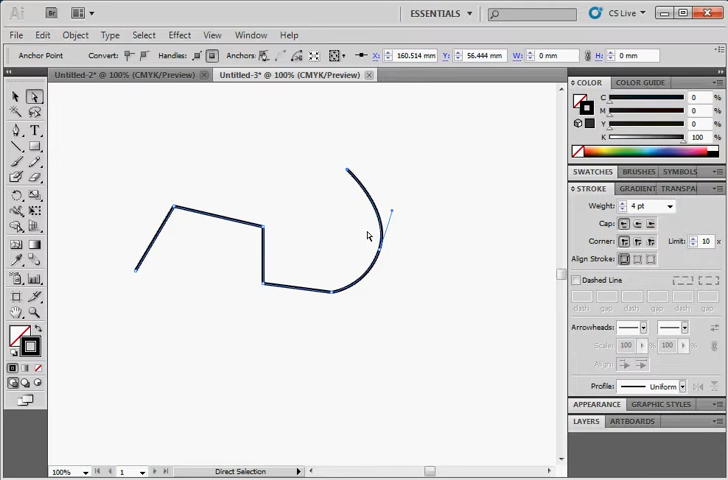 Ai Br ESSENTIALS CS Live
File Edit Object Type Select Effect View Window Help
Anchor Point Convert: Handles: Anchors: X: 160.514 mm Y: 56.444 mm W: 0 mm H: 0 mm
Untitled-2* @ 100% (CMYK/Preview) Untitled-3* @ 100% (CMYK/Preview)
COLOR COLOR GUIDE
C 0 %
M 0 %
Y 0 %
K 100 %
SWATCHES BRUSHES SYMBOLS
STROKE GRADIENT TRANSPA
Weight: 4 pt
Cap:
Corner: Limit: 10 x
Align Stroke:
Dashed Line
dash gap dash gap dash gap
Arrowheads:
Scale: 100 % 100 %
Align:
Profile: Uniform
APPEARANCE GRAPHIC STYLES
LAYERS ARTBOARDS
100% 1 Direct Selection